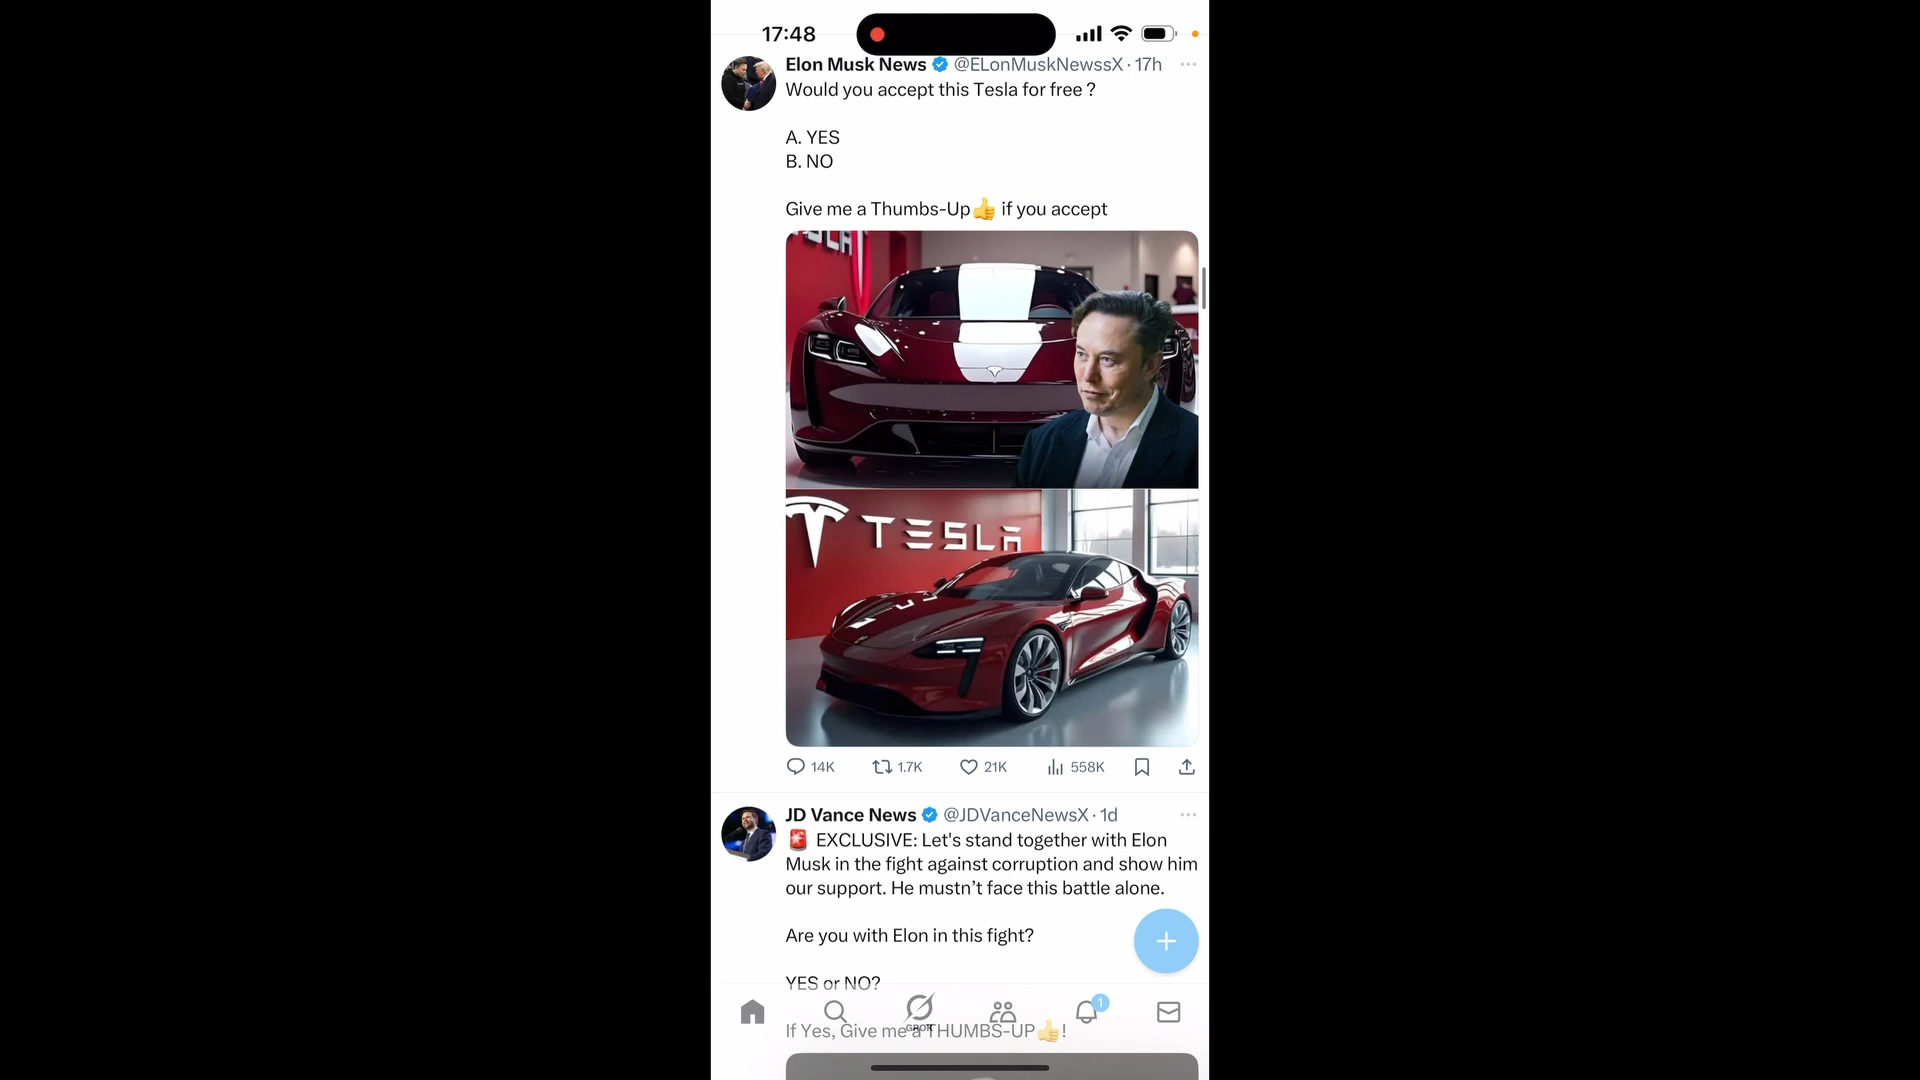 17:48
Elon Musk News @ELonMuskNewssX · 17h
Would you accept this Tesla for free ?
A. YES
B. NO
Give me a Thumbs-Up👍 if you accept
TESLA
14K 1.7K 21K 558K
JD Vance News @JDVanceNewsX · 1d
🚨 EXCLUSIVE: Let's stand together with Elon
Musk in the fight against corruption and show him
our support. He mustn’t face this battle alone.
Are you with Elon in this fight?
YES or NO?
1
If Yes, Give me a THUMBS-UP👍!